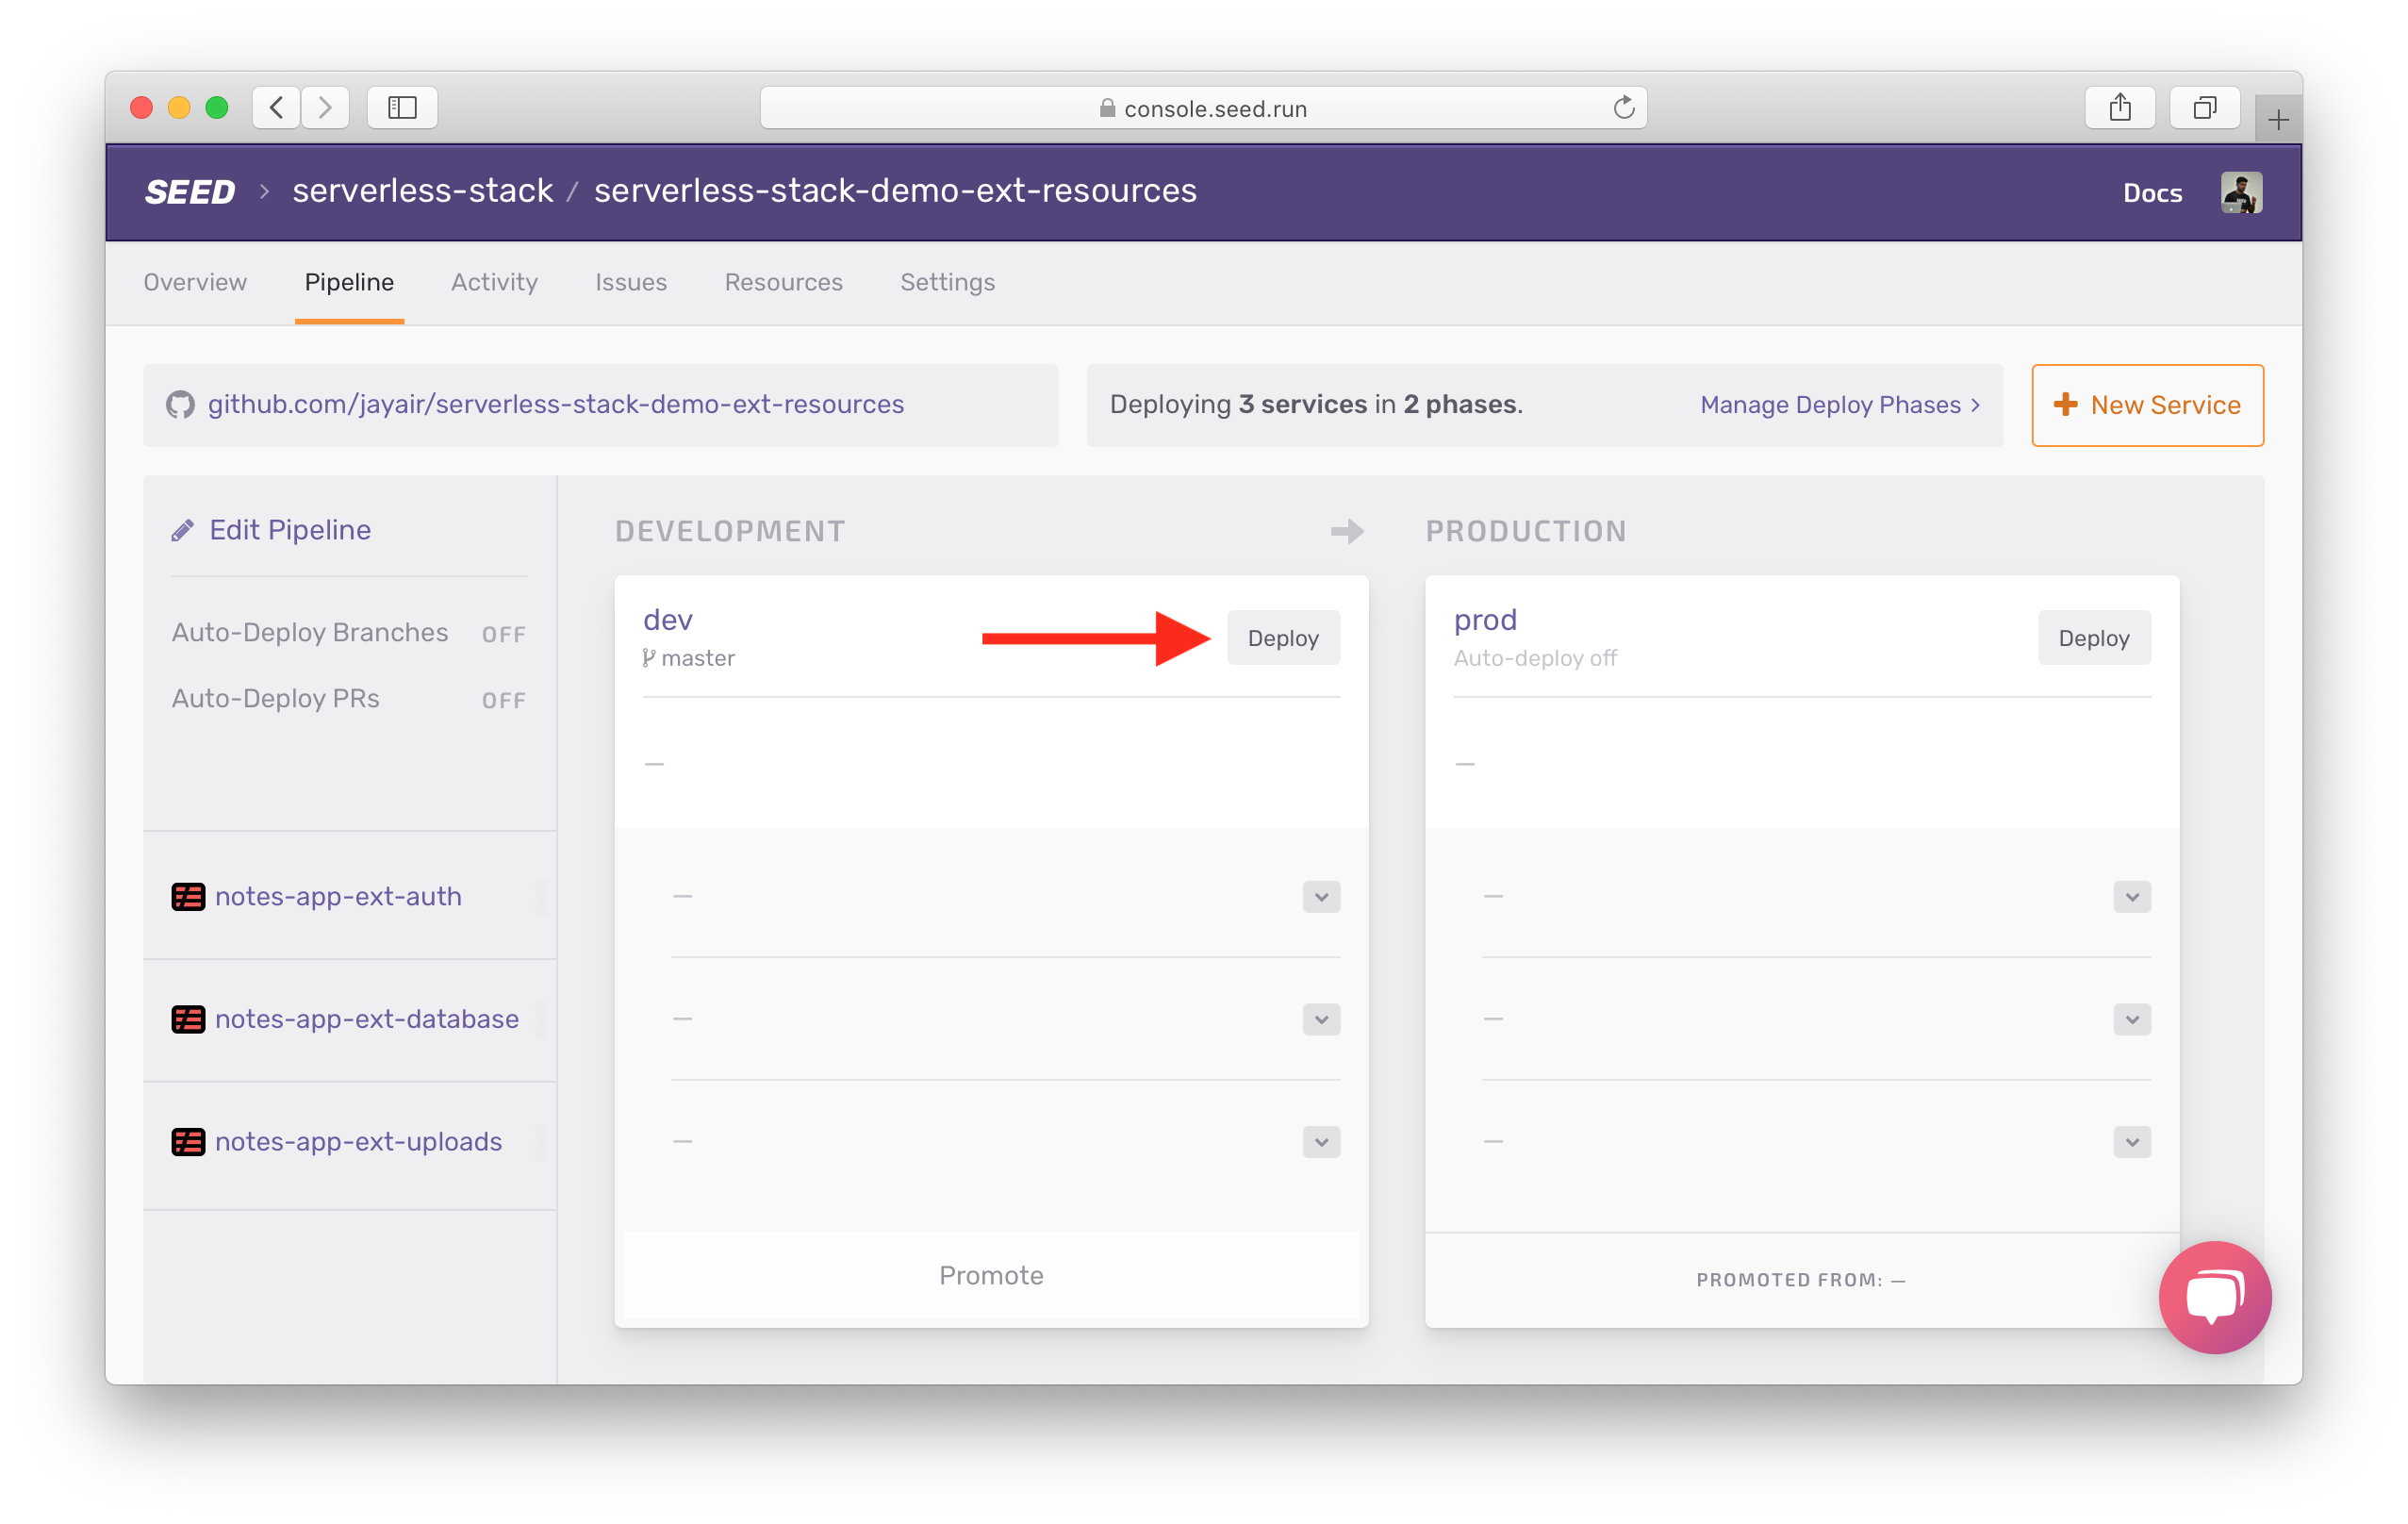 console.seed.run
SEED > serverless-stack / serverless-stack-demo-ext-resources
Docs
Overview
Pipeline
Activity
Issues
Resources
Settings
github.com/jayair/serverless-stack-demo-ext-resources
Deploying 3 services in 2 phases.
Manage Deploy Phases >
+ New Service
Edit Pipeline
Auto-Deploy Branches OFF
Auto-Deploy PRs OFF
notes-app-ext-auth
notes-app-ext-database
notes-app-ext-uploads
DEVELOPMENT
dev
master
Deploy
—
—
—
—
Promote
PRODUCTION
prod
Auto-deploy off
Deploy
—
—
—
—
PROMOTED FROM: —